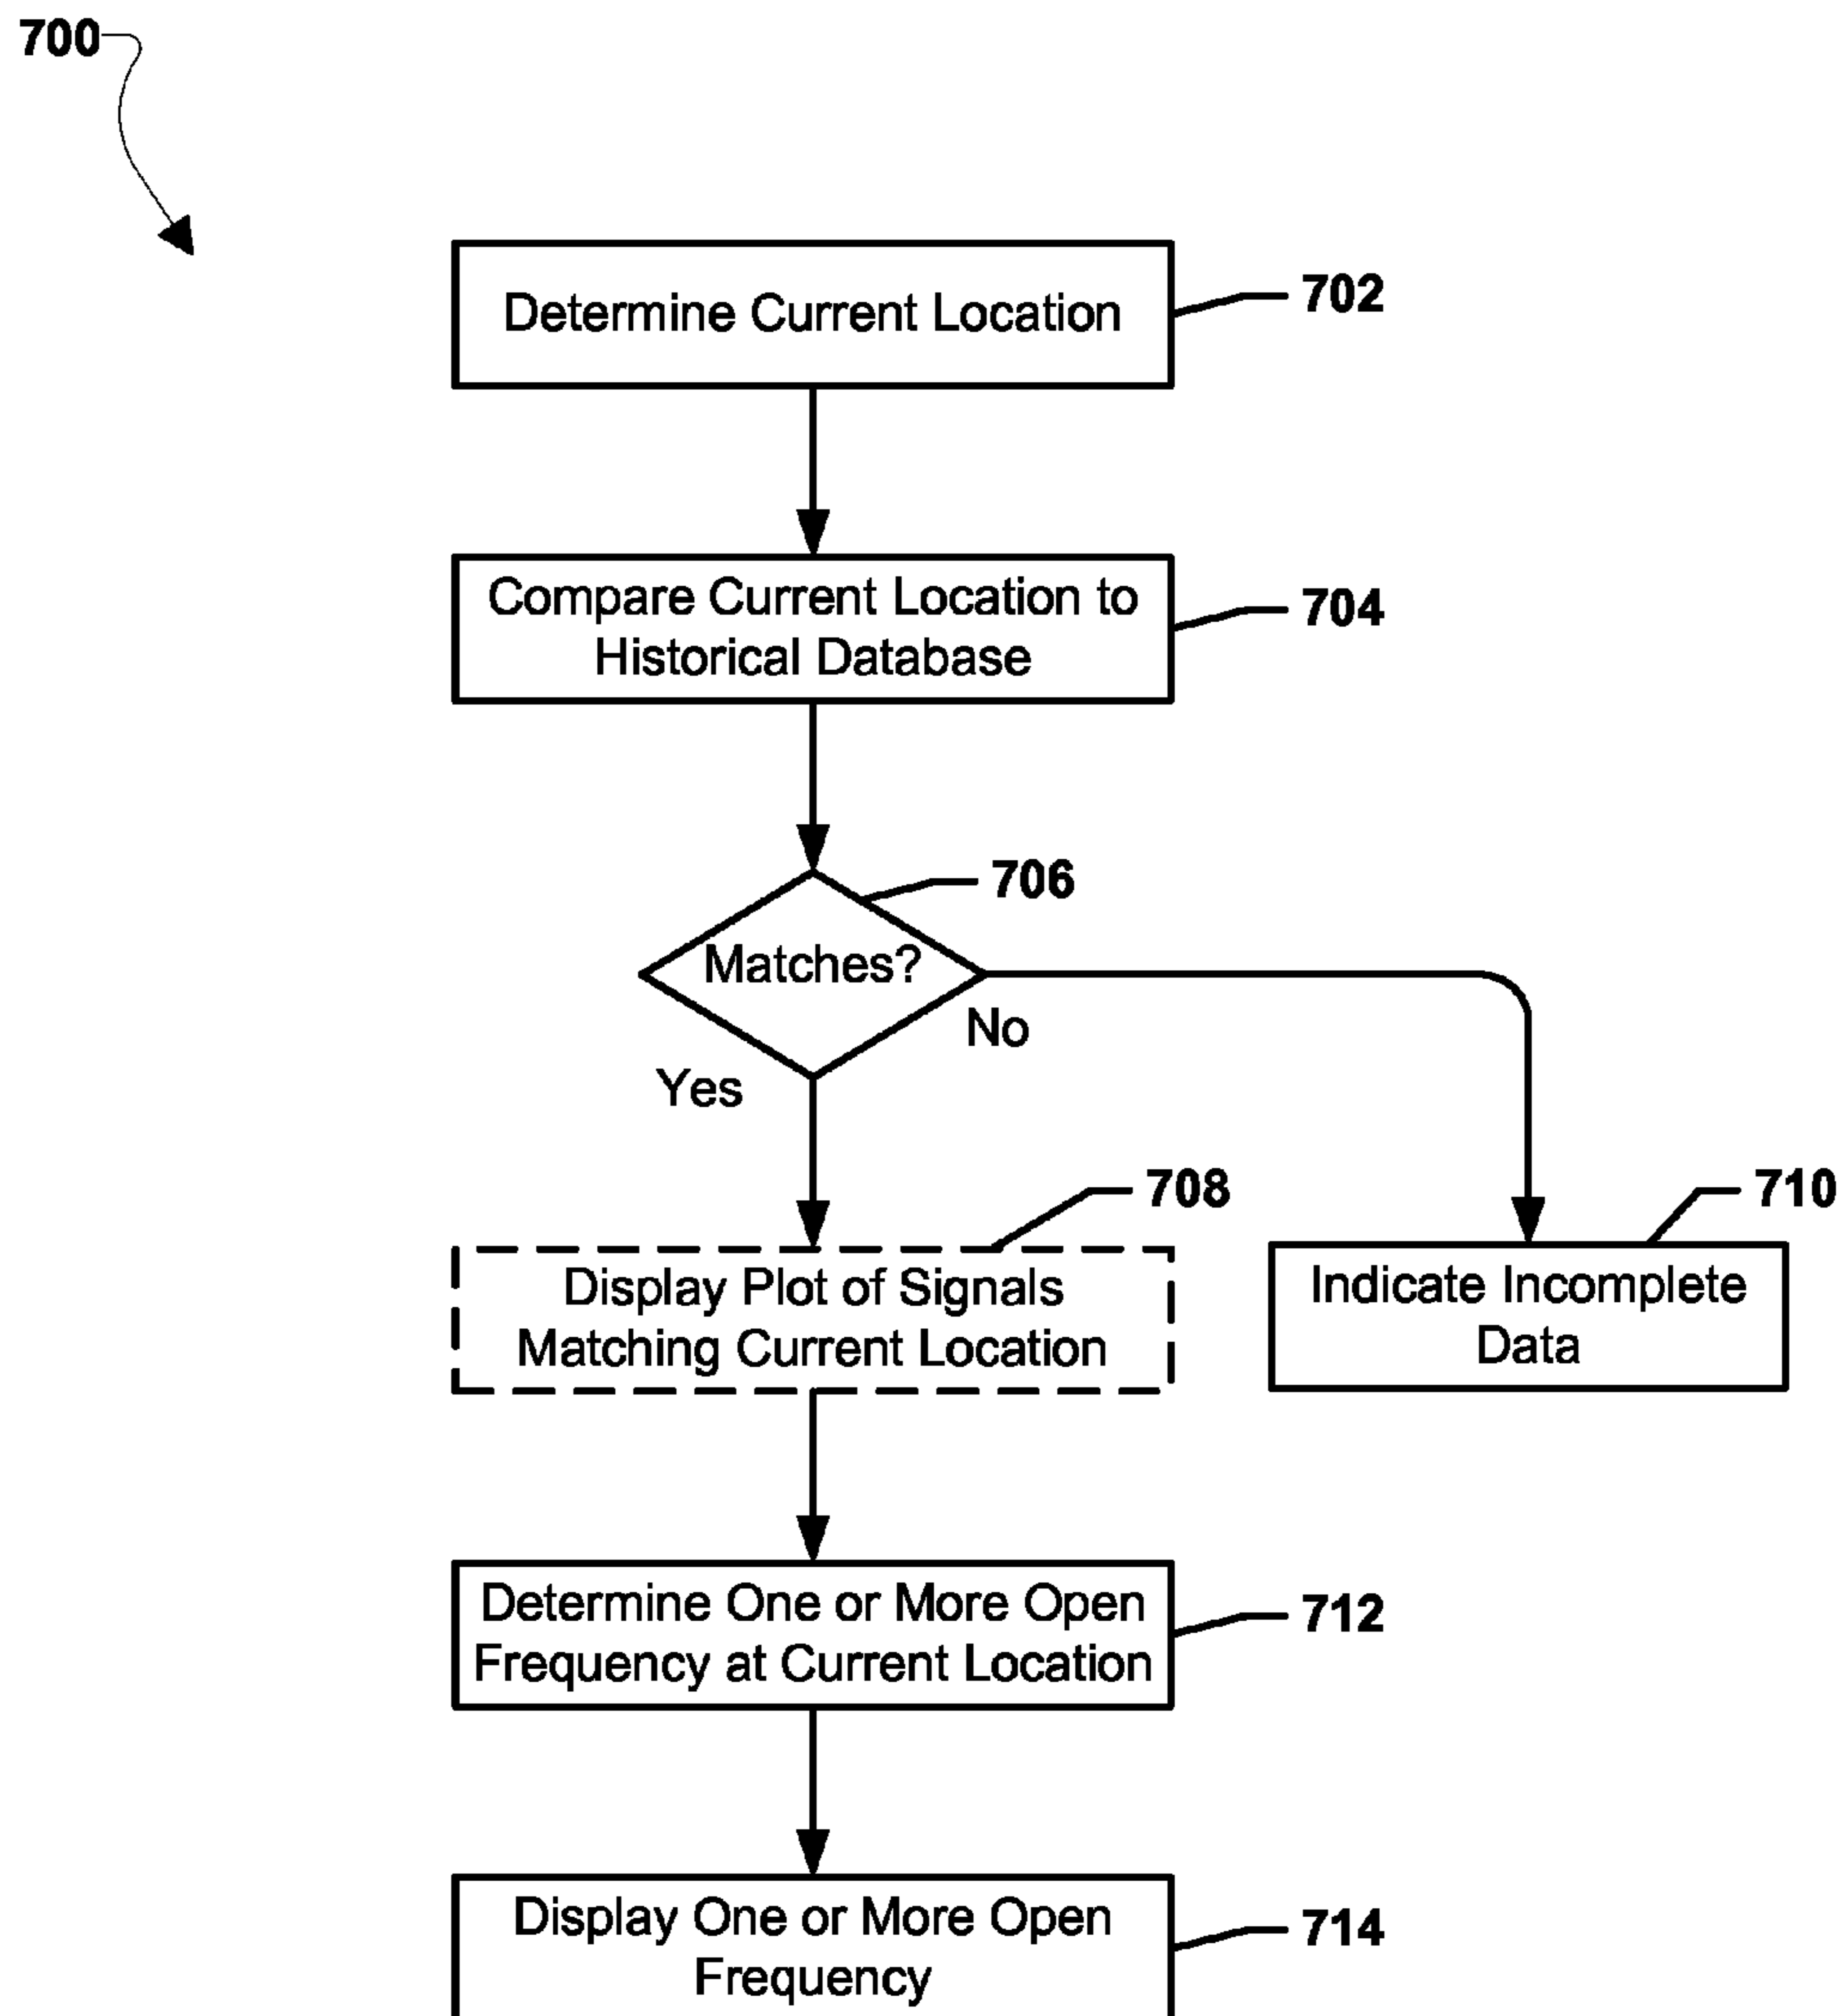 700
Determine Current Location
702
Compare Current Location to
Historical Database
704
706
Matches?
No
Yes
708
710
Display Plot of Signals
Matching Current Location
Indicate Incomplete
Data
Determine One or More Open
Frequency at Current Location
712
Display One or More Open
Frequency
714